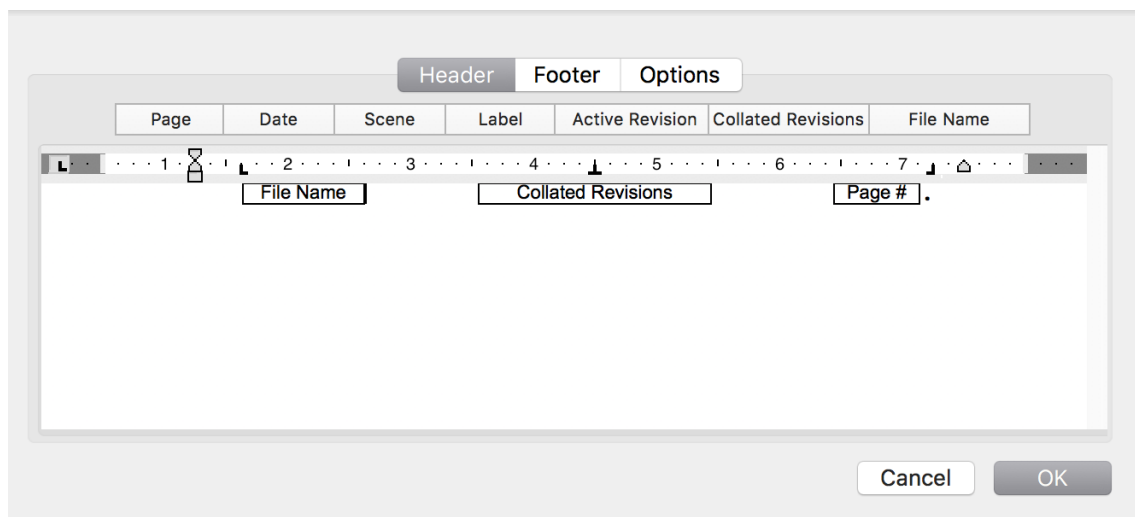 Header Footer Options
Page Date Scene Label Active Revision Collated Revisions File Name
1 2 3 4 5 6 7
File Name Collated Revisions Page # .
Cancel OK